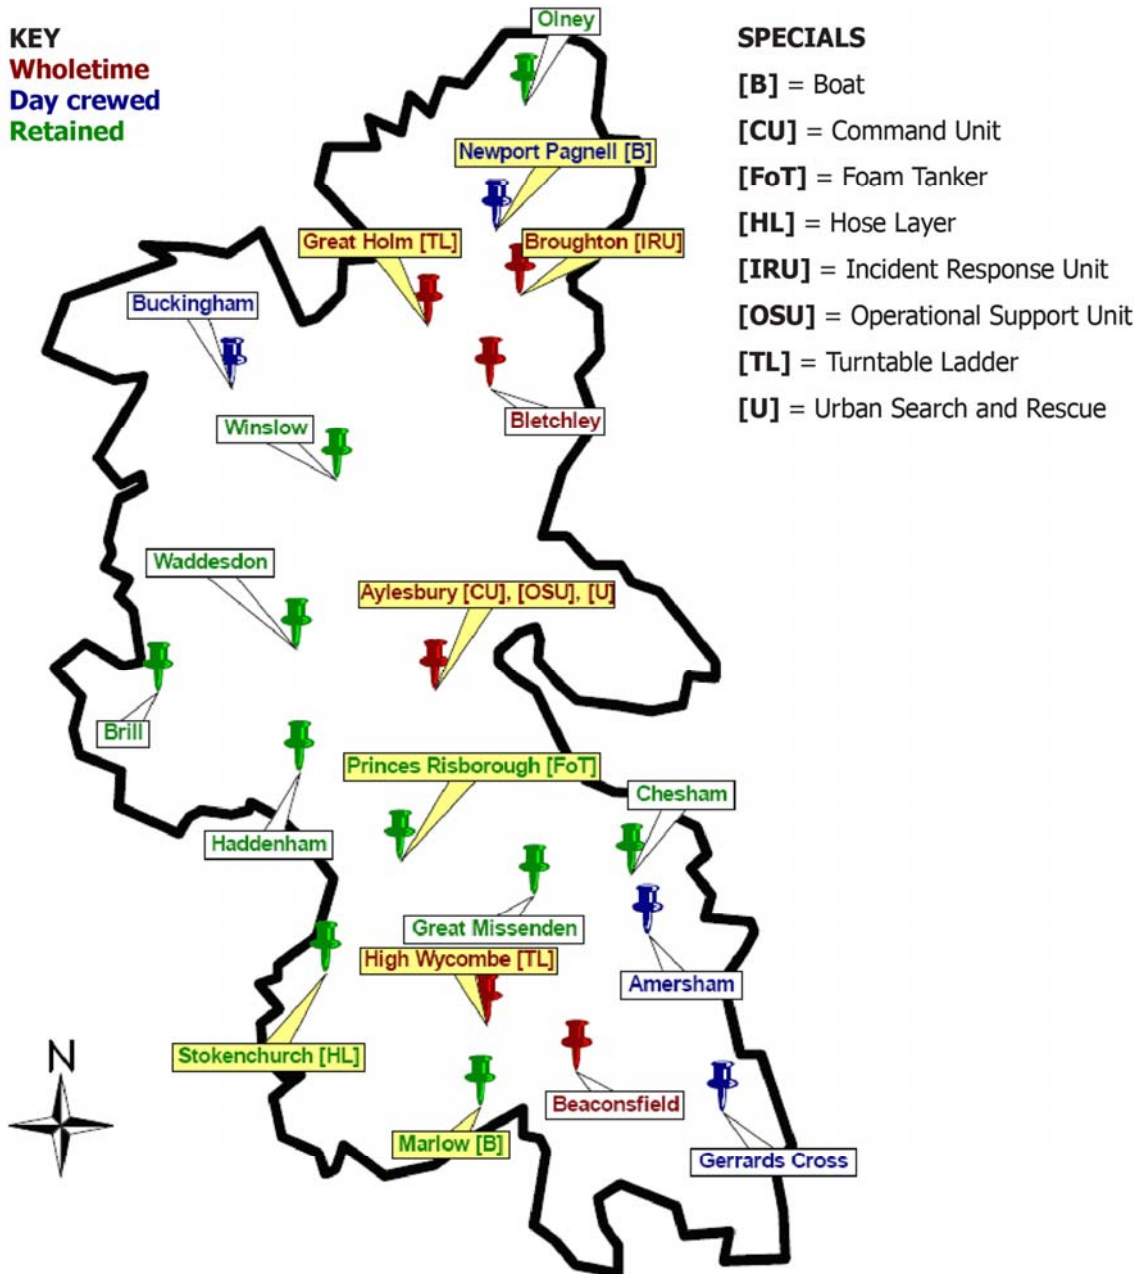 KEY
Wholetime
Day crewed
Retained
SPECIALS
[B] = Boat
[CU] = Command Unit
[FoT] = Foam Tanker
[HL] = Hose Layer
[IRU] = Incident Response Unit
[OSU] = Operational Support Unit
[TL] = Turntable Ladder
[U] = Urban Search and Rescue
Olney
Newport Pagnell [B]
Great Holm [TL]
Broughton [IRU]
Buckingham
Bletchley
Winslow
Waddesdon
Aylesbury [CU], [OSU], [U]
Brill
Princes Risborough [FoT]
Chesham
Haddenham
Great Missenden
High Wycombe [TL]
Amersham
Stokenchurch [HL]
Beaconsfield
Marlow [B]
Gerrards Cross
N